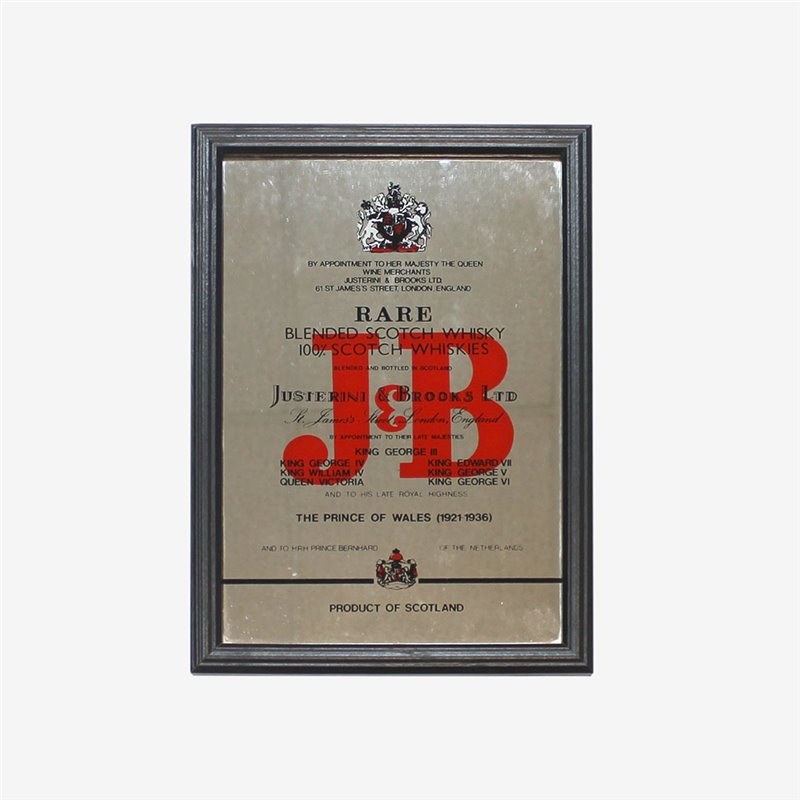 BY APPOINTMENT TO HER MAJESTY THE QUEEN
WINE MERCHANTS
JUSTERINI & BROOKS LTD.
61 ST JAMES'S STREET, LONDON ENGLAND
RARE
BLENDED SCOTCH WHISKY
100% SCOTCH WHISKIES
BLENDED AND BOTTLED IN SCOTLAND
J&B
JUSTERINI & BROOKS LTD
St. James's Street, London, England
BY APPOINTMENT TO THEIR LATE MAJESTIES
KING GEORGE III
KING GEORGE IV KING EDWARD VII
KING WILLIAM IV KING GEORGE V
QUEEN VICTORIA KING GEORGE VI
AND TO HIS LATE ROYAL HIGHNESS
THE PRINCE OF WALES (1921 1936)
AND TO H.R.H PRINCE BERNHARD OF THE NETHERLANDS
PRODUCT OF SCOTLAND